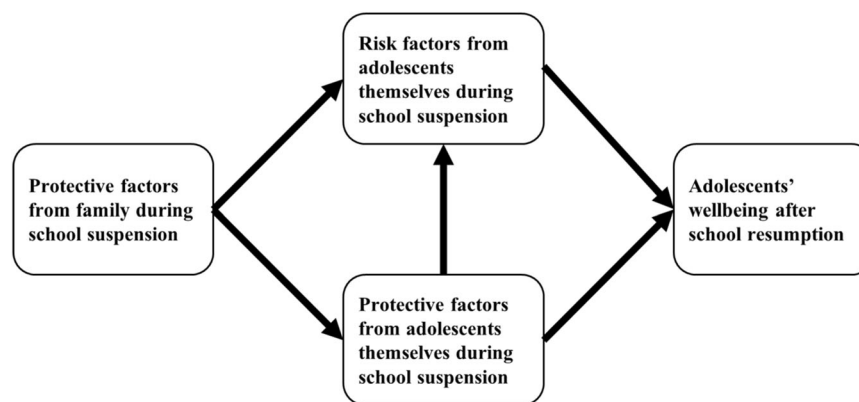 Risk factors from
adolescents
themselves during
school suspension
Protective factors
from family during
school suspension
Adolescents'
wellbeing after
school resumption
Protective factors
from adolescents
themselves during
school suspension